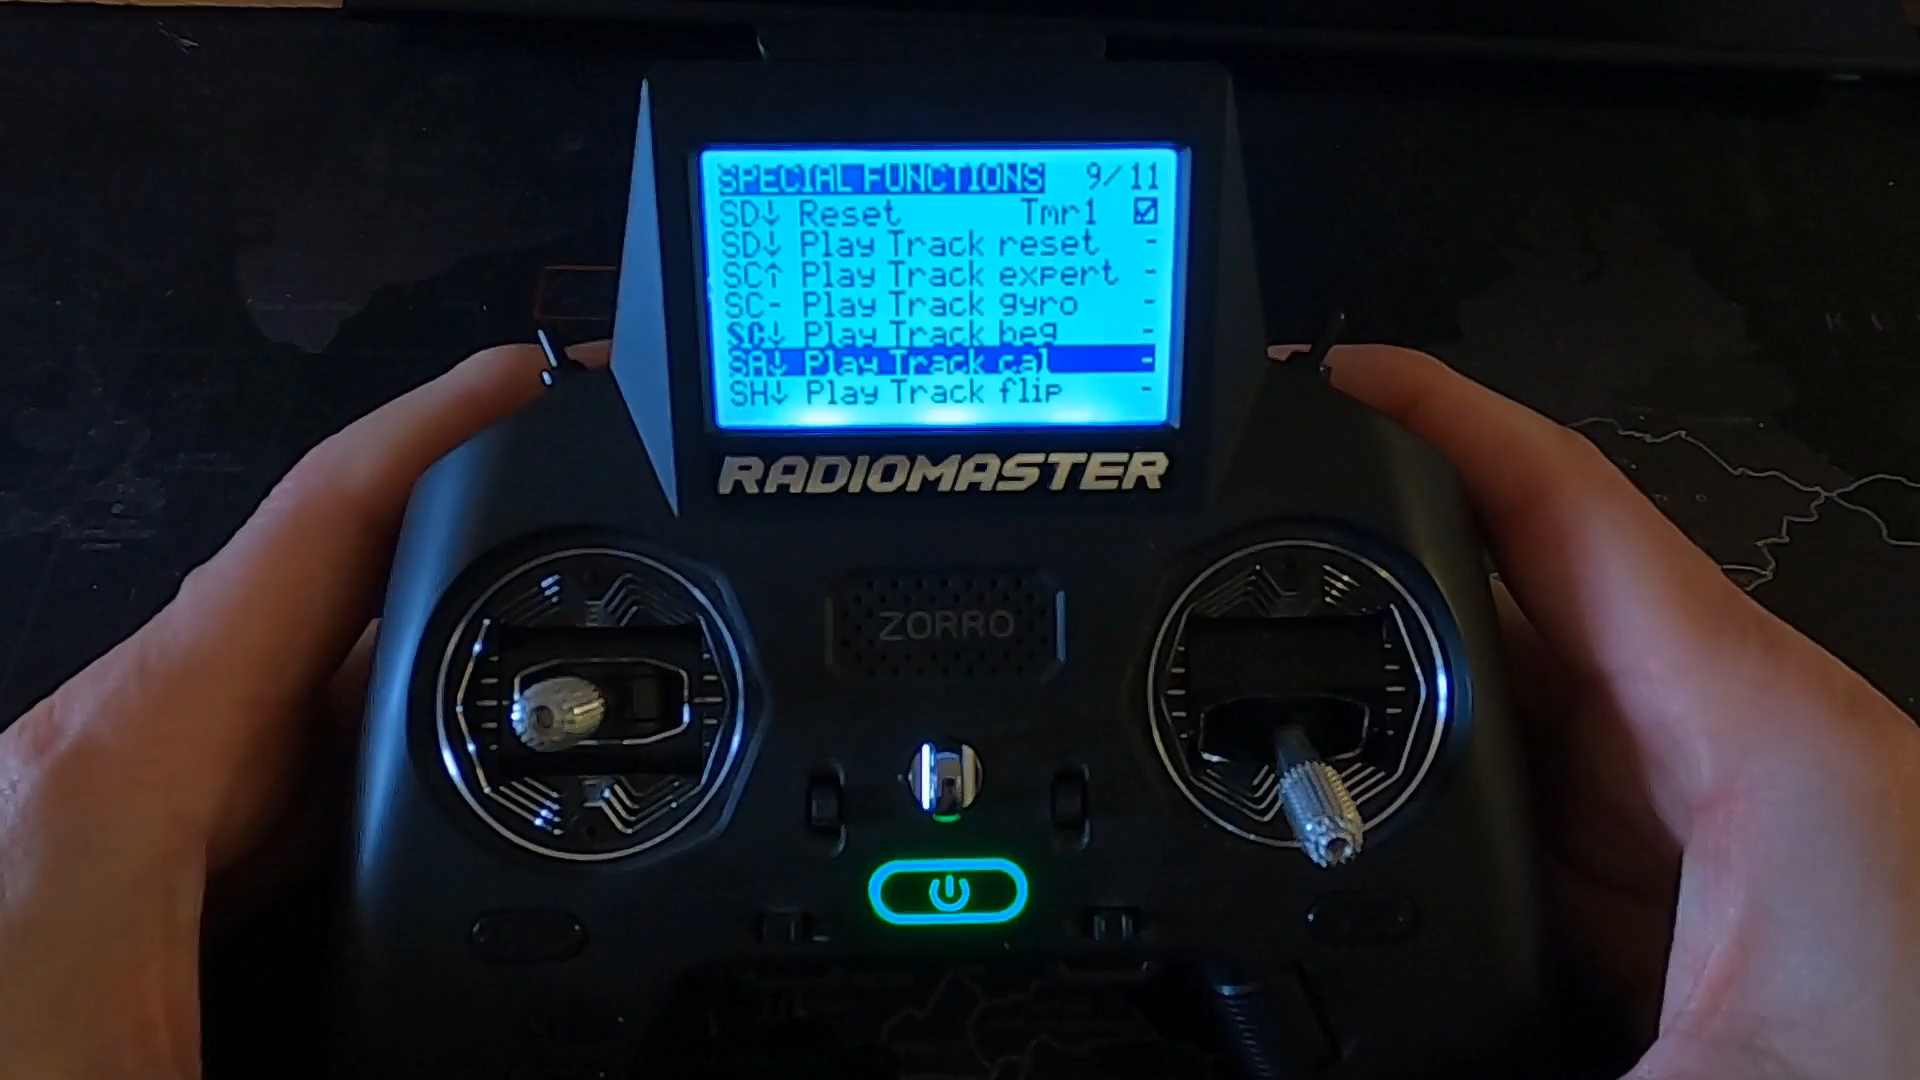 SPECIAL FUNCTIONS 9/11
SD↓ Reset Tmr1 ☑
SD↓ Play Track reset -
SC↑ Play Track expert -
SC- Play Track gyro -
SC↓ Play Track beg -
SA↓ Play Track cal -
SH↓ Play Track flip -
RADIOMASTER
ZORRO